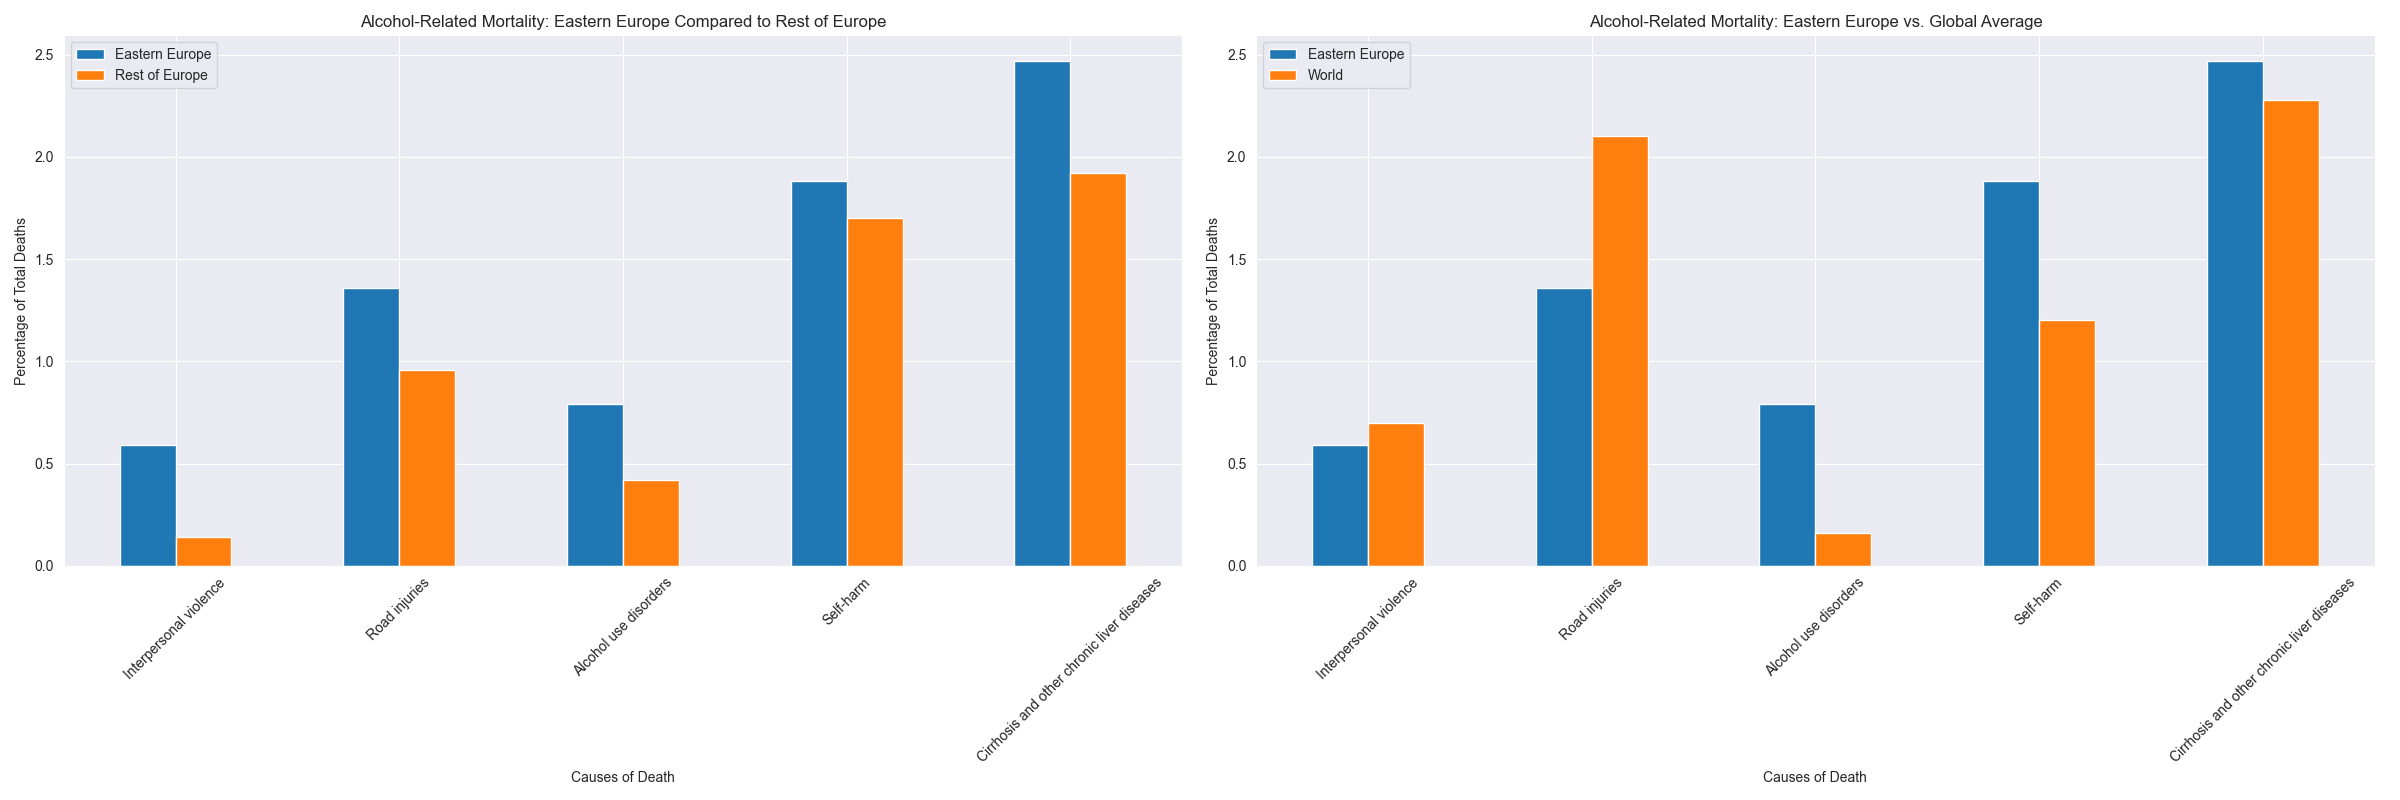 Alcohol-Related Mortality: Eastern Europe Compared to Rest of Europe
Eastern Europe
Rest of Europe
Percentage of Total Deaths
2.5
2.0
1.5
1.0
0.5
0.0
Interpersonal violence
Road injuries
Alcohol use disorders
Self-harm
Cirrhosis and other chronic liver diseases
Causes of Death
Alcohol-Related Mortality: Eastern Europe vs. Global Average
Eastern Europe
World
Percentage of Total Deaths
2.5
2.0
1.5
1.0
0.5
0.0
Interpersonal violence
Road injuries
Alcohol use disorders
Self-harm
Cirrhosis and other chronic liver diseases
Causes of Death